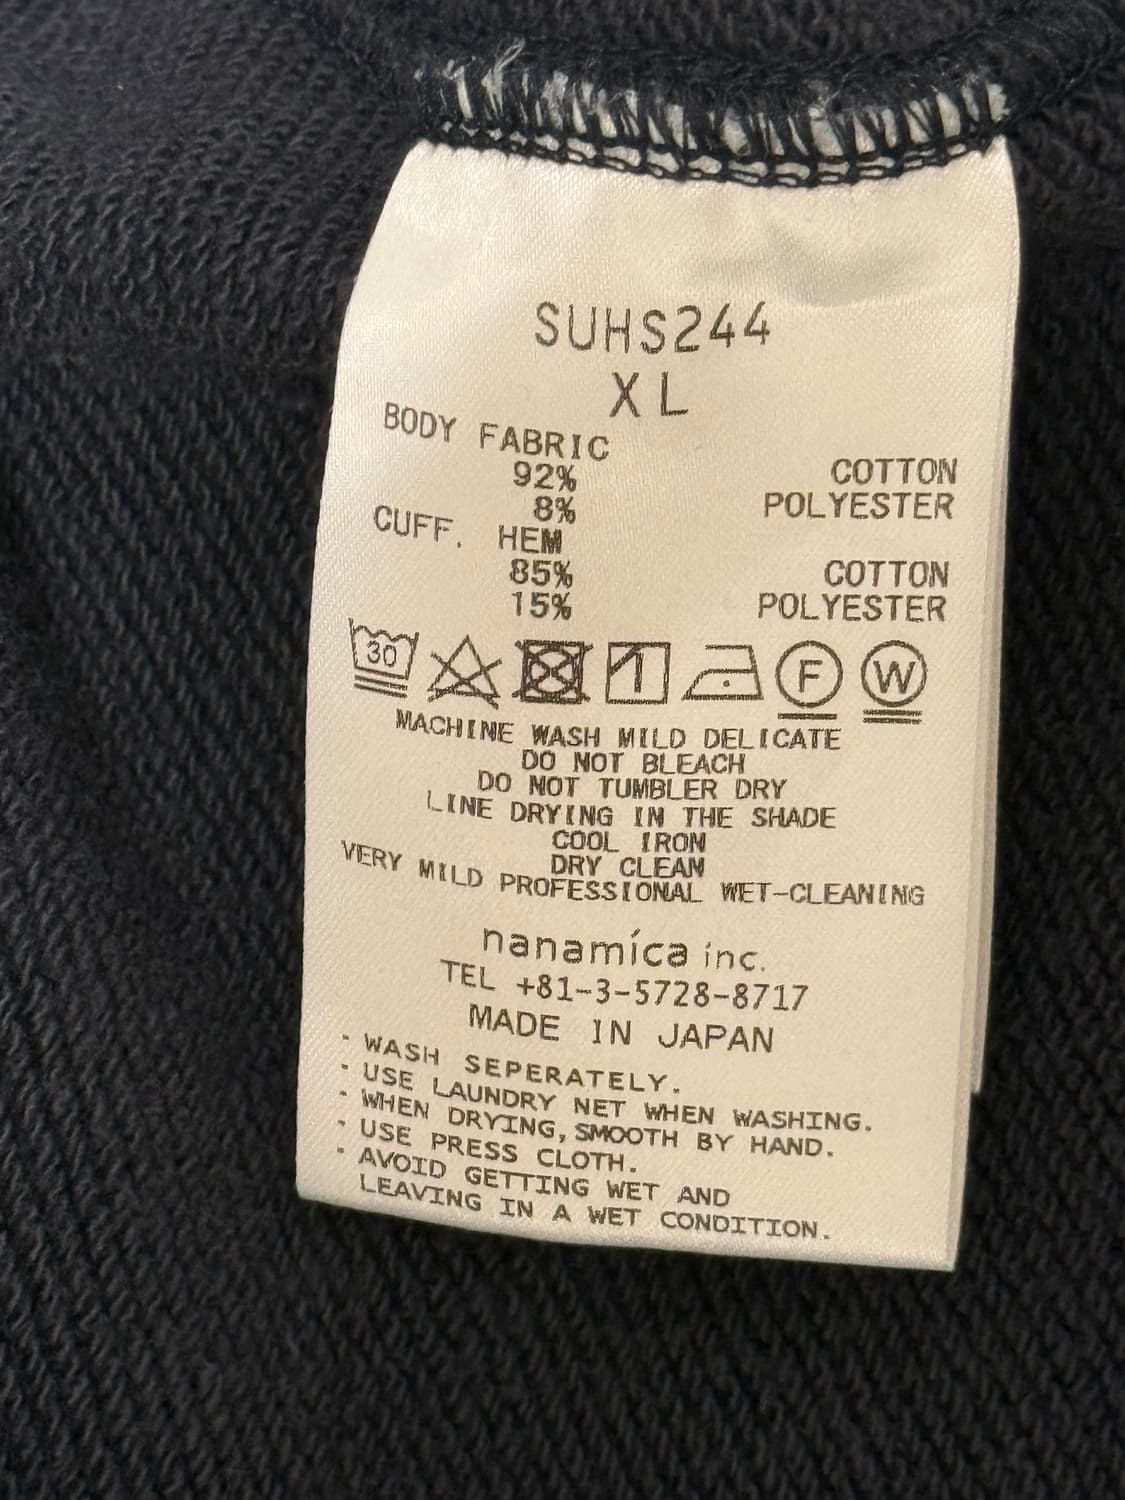 SUHS244
XL
BODY FABRIC
92% COTTON
8% POLYESTER
CUFF. HEM
85% COTTON
15% POLYESTER
30 F W
MACHINE WASH MILD DELICATE
DO NOT BLEACH
DO NOT TUMBLER DRY
LINE DRYING IN THE SHADE
COOL IRON
DRY CLEAN
VERY MILD PROFESSIONAL WET-CLEANING
nanamica inc.
TEL +81-3-5728-8717
MADE IN JAPAN
・WASH SEPERATELY.
・USE LAUNDRY NET WHEN WASHING.
・WHEN DRYING,SMOOTH BY HAND.
・USE PRESS CLOTH.
・AVOID GETTING WET AND
LEAVING IN A WET CONDITION.